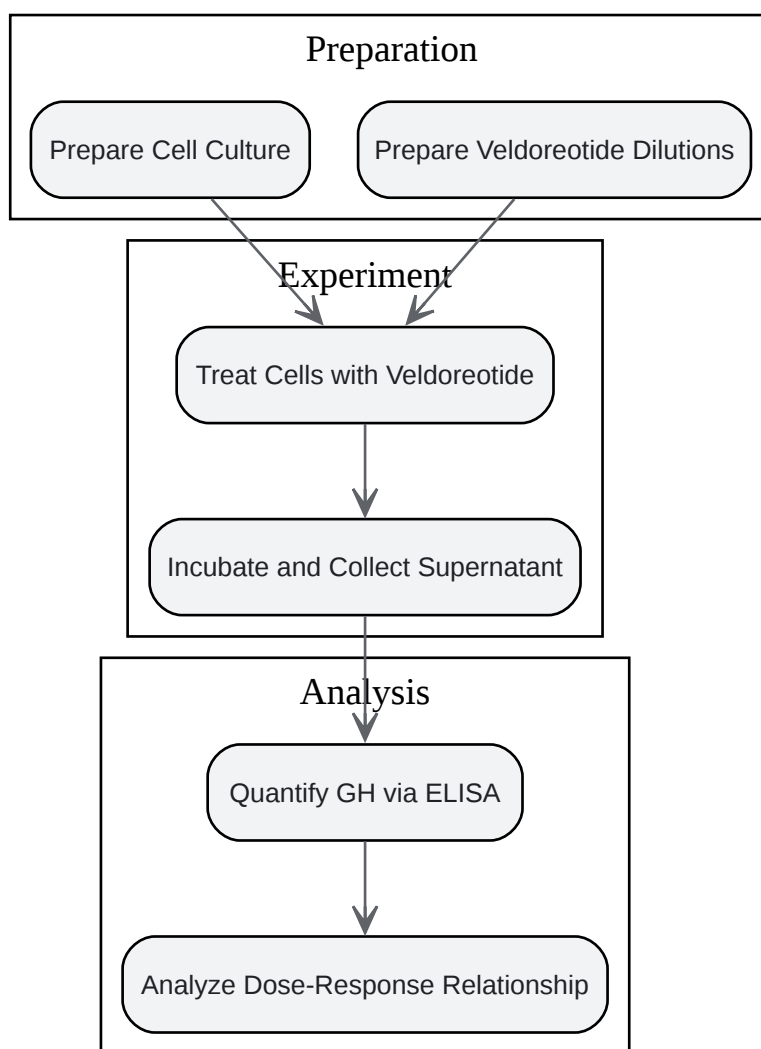 Preparation
Prepare Cell Culture
Prepare Veldoreotide Dilutions
Experiment
Treat Cells with Veldoreotide
Incubate and Collect Supernatant
Analysis
Quantify GH via ELISA
Analyze Dose-Response Relationship